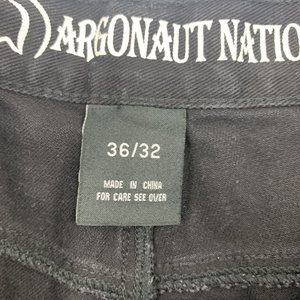 ARGONAUT NATIO
36/32
MADE IN CHINA
FOR CARE SEE OVER